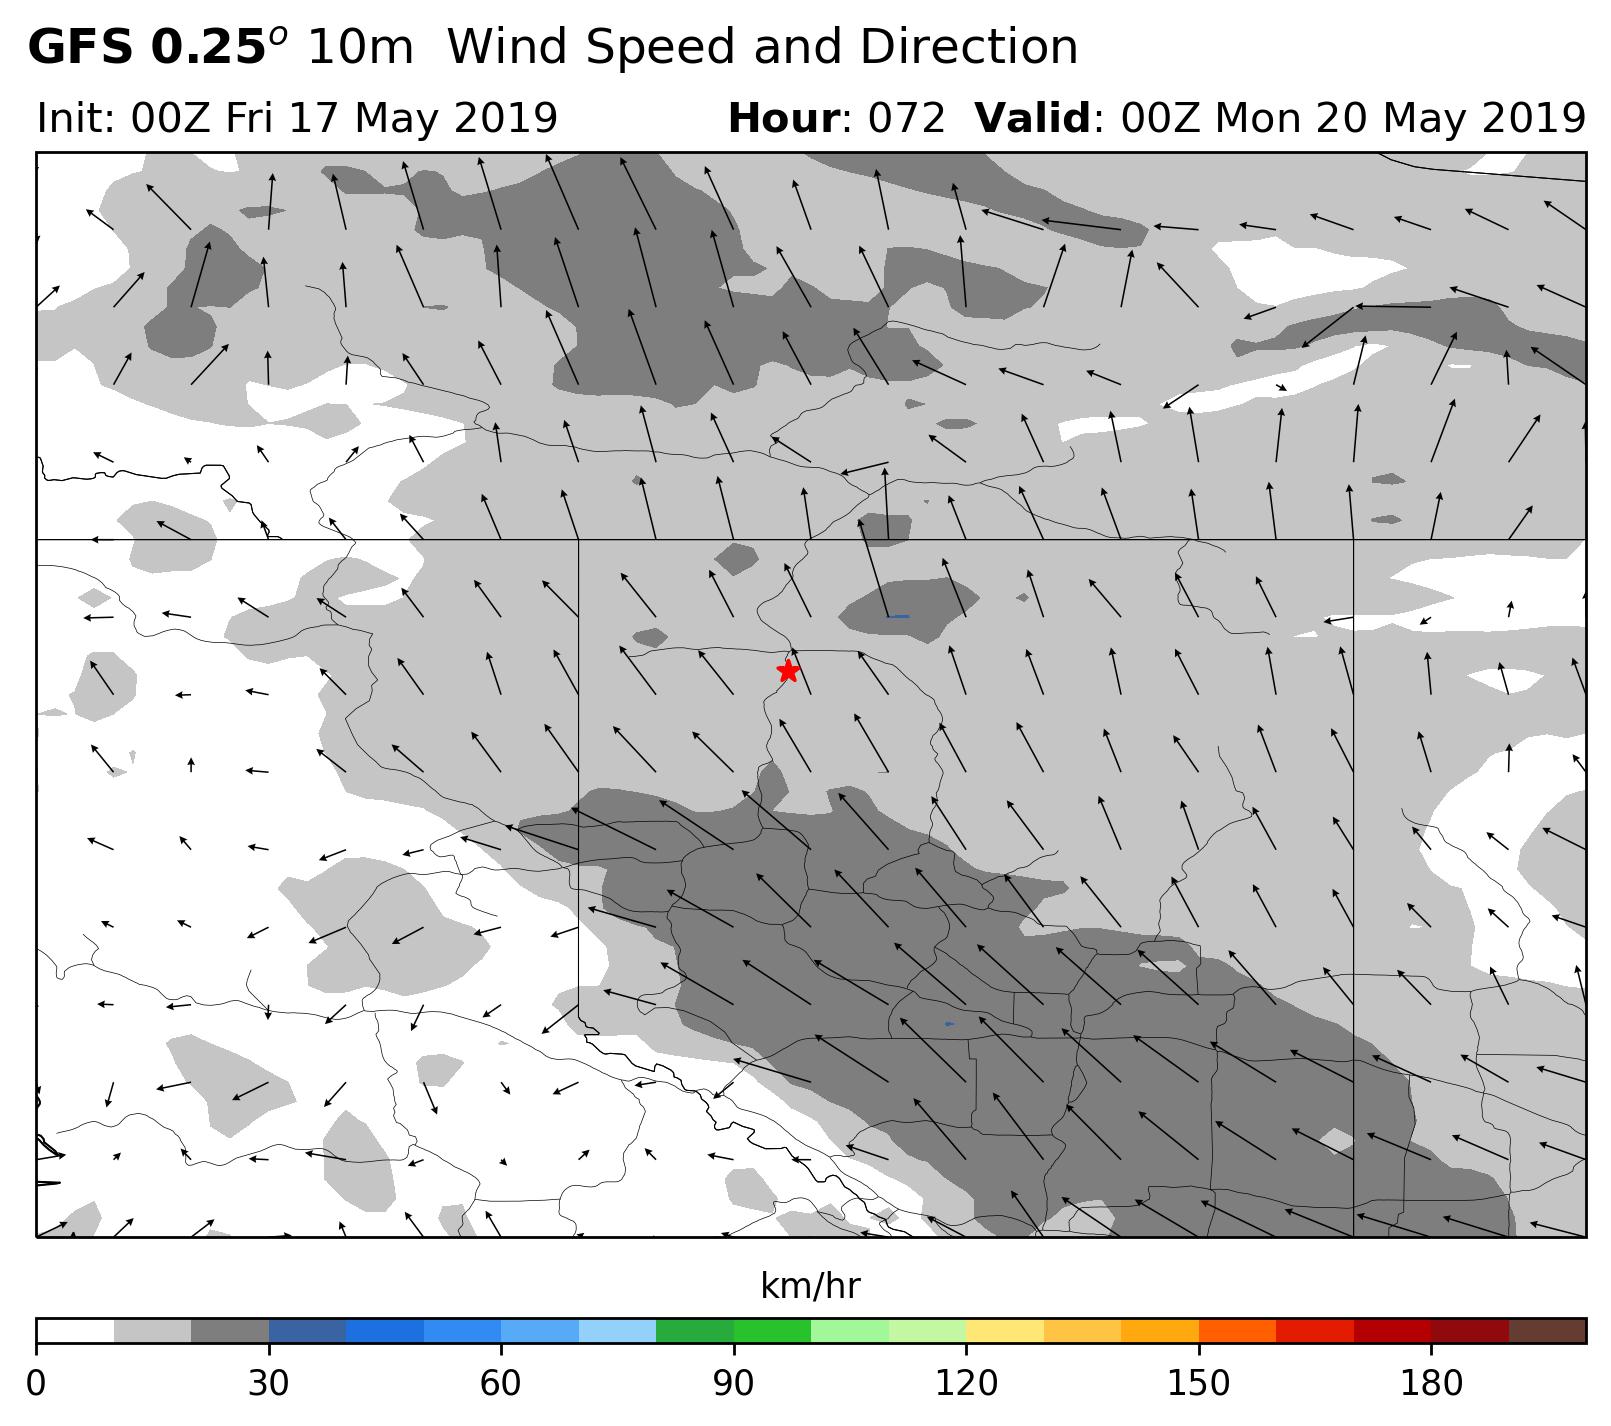 GFS 0.25° 10m Wind Speed and Direction
Init: 00Z Fri 17 May 2019 Hour: 072 Valid: 00Z Mon 20 May 2019
km/hr
0 30 60 90 120 150 180